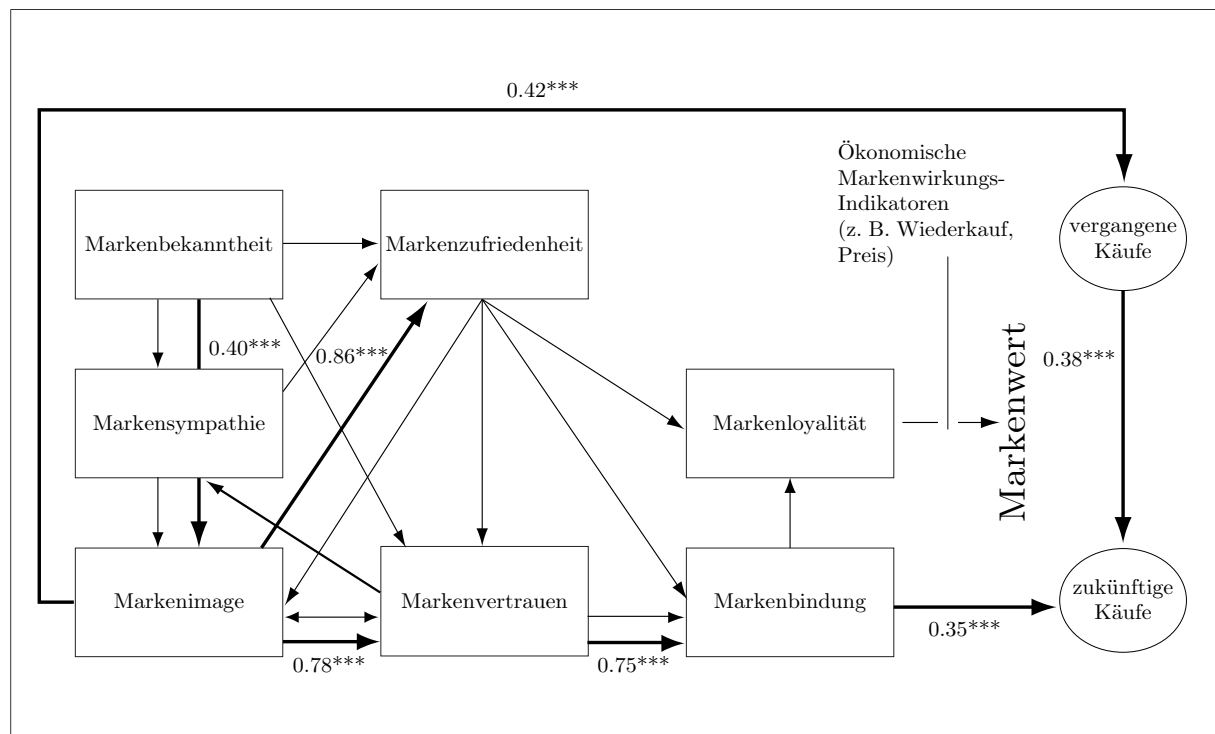 0.42***
Ökonomische
Markenwirkungs-
Indikatoren
(z. B. Wiederkauf,
Preis)
Markenbekanntheit
Markenzufriedenheit
vergangene
Käufe
0.40***
0.86***
0.38***
Markensympathie
Markenloyalität
Markenwert
Markenimage
Markenvertrauen
Markenbindung
zukünftige
Käufe
0.78***
0.75***
0.35***